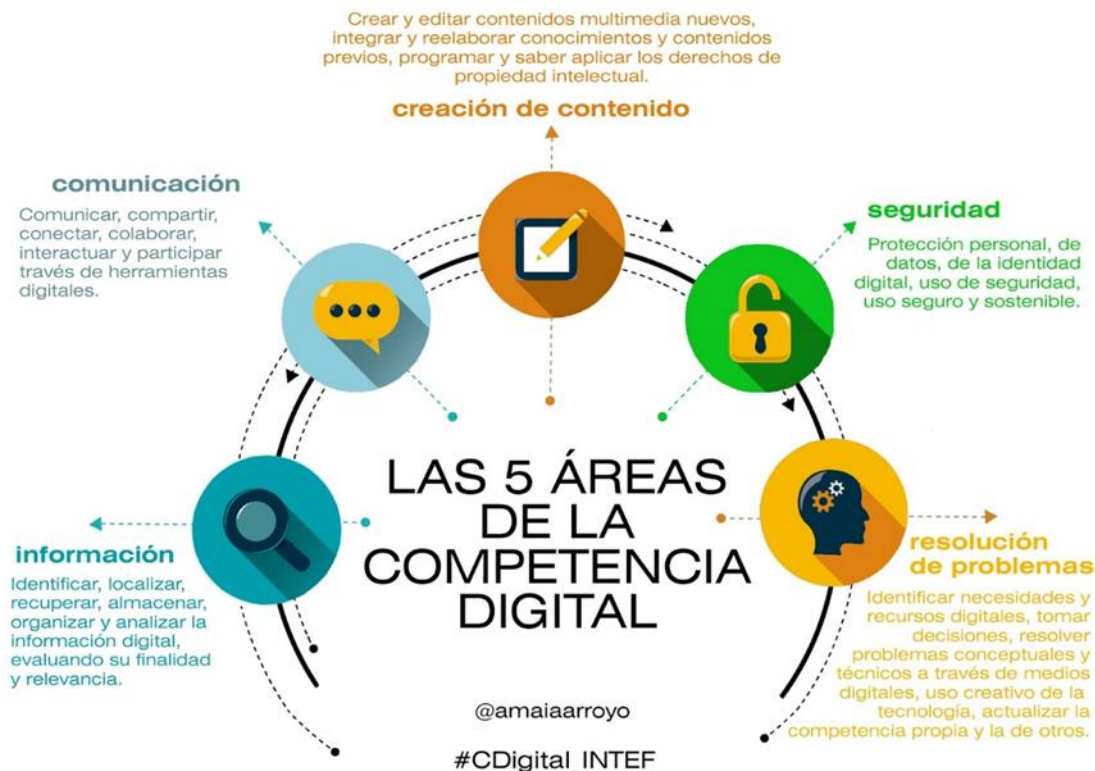 Crear y editar contenidos multimedia nuevos,
integrar y reelaborar conocimientos y contenidos
previos, programar y saber aplicar los derechos de
propiedad intelectual.
creación de contenido
comunicación
Comunicar, compartir,
conectar, colaborar,
interactuar y participar
través de herramientas
digitales.
seguridad
Protección personal, de
datos, de la identidad
digital, uso de seguridad,
uso seguro y sostenible.
LAS 5 ÁREAS
DE LA
COMPETENCIA
DIGITAL
información
Identificar, localizar,
recuperar, almacenar,
organizar y analizar la
información digital,
evaluando su finalidad
y relevancia.
resolución
de problemas
Identificar necesidades y
recursos digitales, tomar
decisiones, resolver
problemas conceptuales y
técnicos a través de medios
digitales, uso creativo de la
tecnología, actualizar la
competencia propia y la de otros.
@amaiaarroyo
#CDigital INTEF